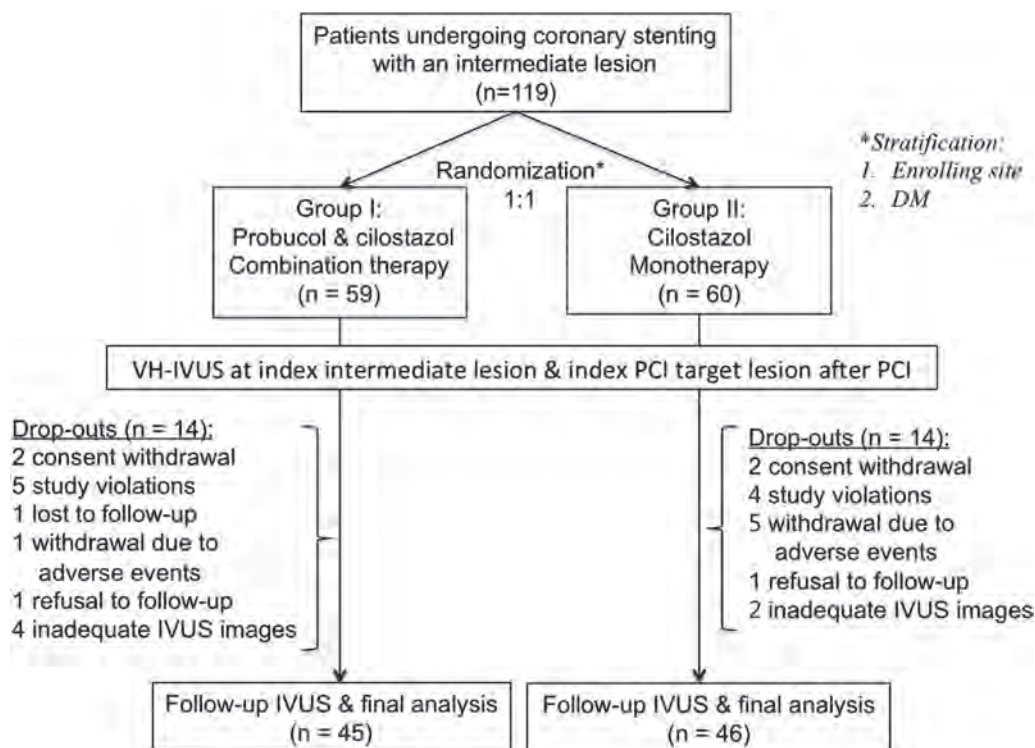 Patients undergoing coronary stenting
with an intermediate lesion
(n=119)
*Stratification:
1. Enrolling site
2. DM
Randomization*
1:1
Group I:
Probucol & cilostazol
Combination therapy
(n = 59)
Group II:
Cilostazol
Monotherapy
(n = 60)
VH-IVUS at index intermediate lesion & index PCI target lesion after PCI
Drop-outs (n = 14):
2 consent withdrawal
5 study violations
1 lost to follow-up
1 withdrawal due to
adverse events
1 refusal to follow-up
4 inadequate IVUS images
Drop-outs (n = 14):
2 consent withdrawal
4 study violations
5 withdrawal due to
adverse events
1 refusal to follow-up
2 inadequate IVUS images
Follow-up IVUS & final analysis
(n = 45)
Follow-up IVUS & final analysis
(n = 46)